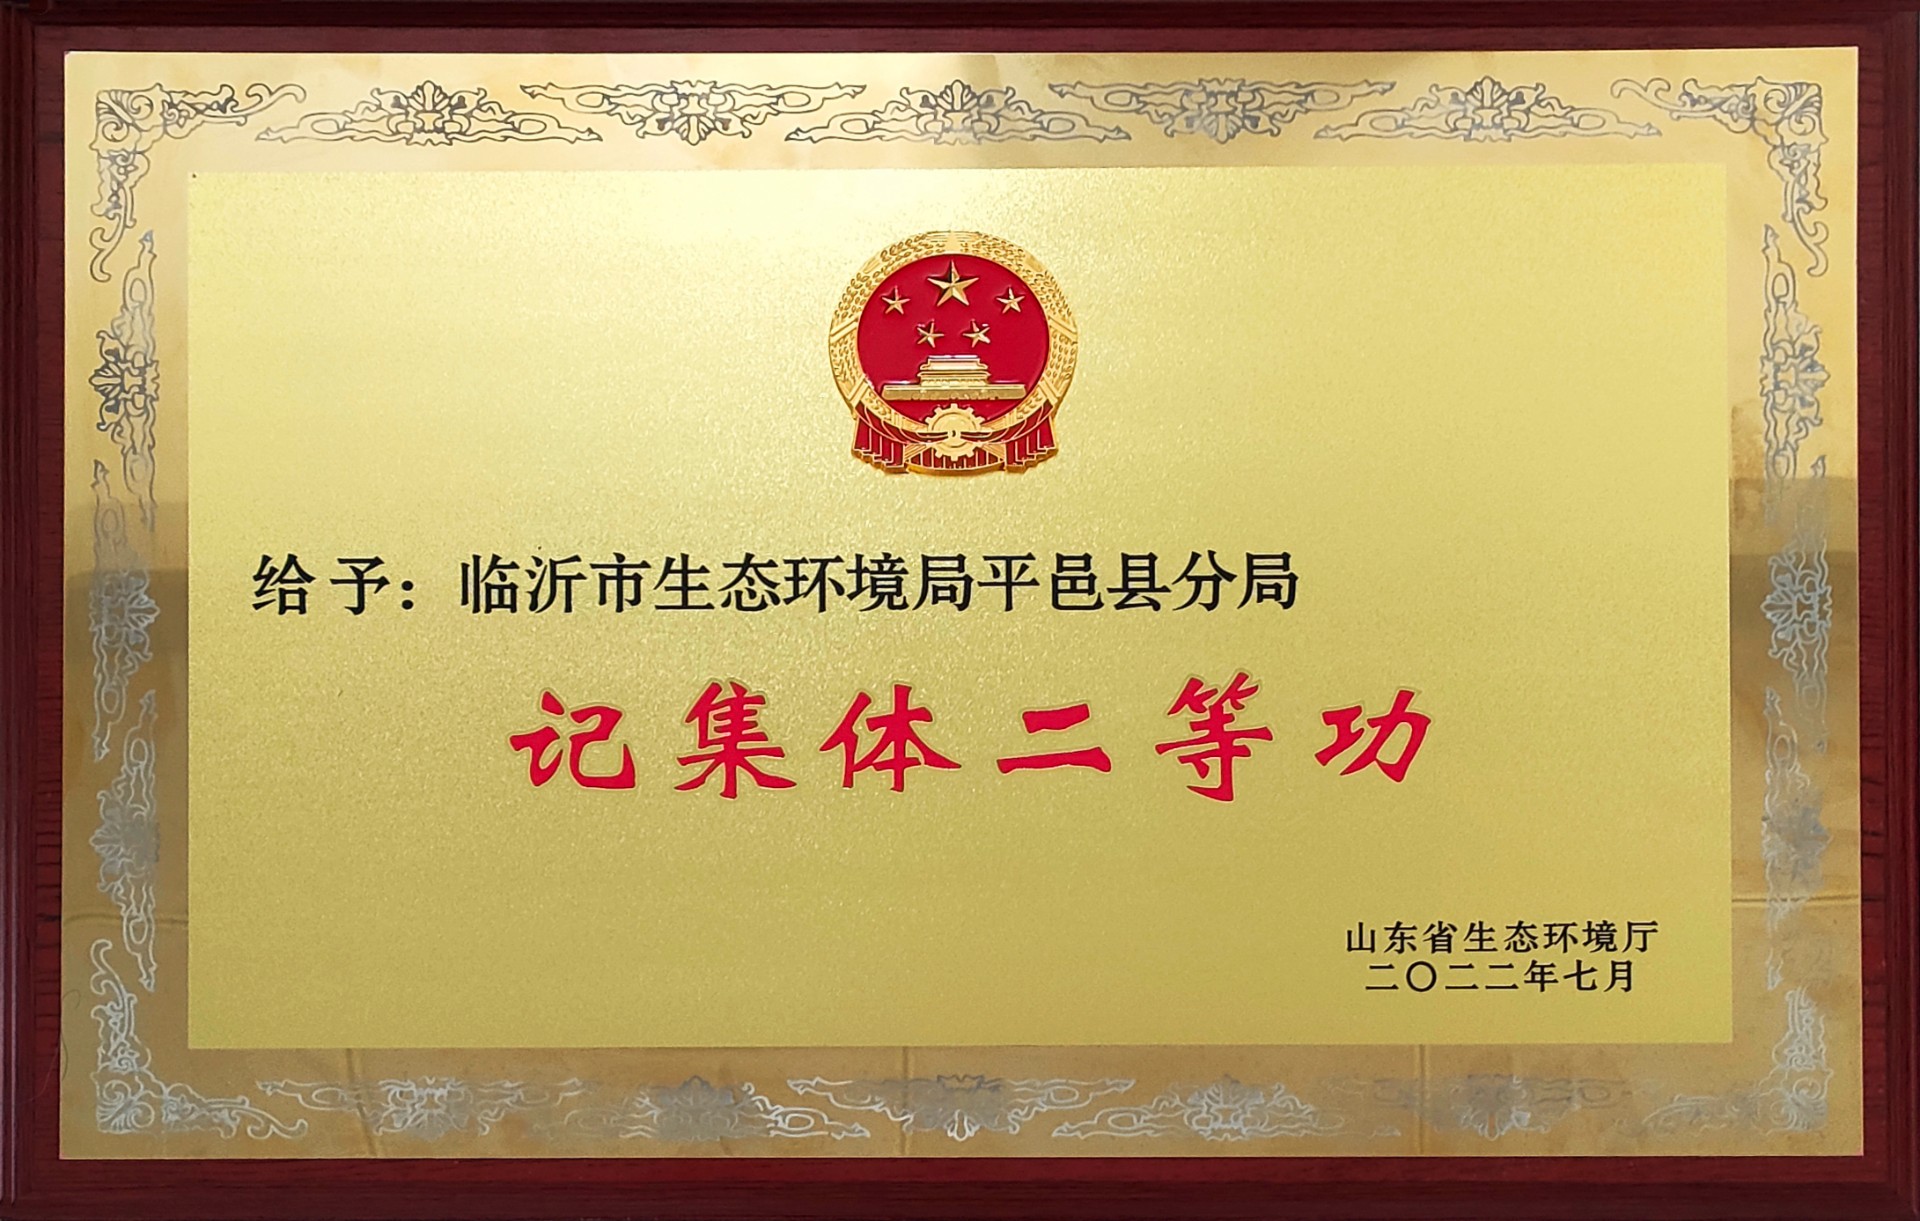 给予：临沂市生态环境局平邑县分局
记集体二等功
山东省生态环境厅
二〇二二年七月